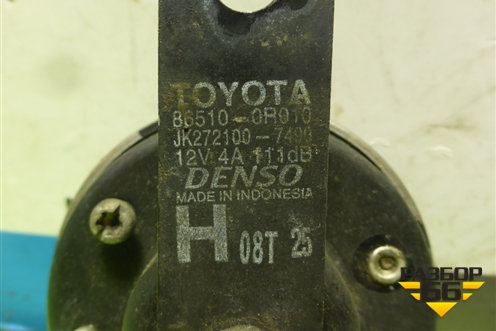 TOYOTA
86510-0R010
JK272100-7490
12V 4A 111dB
DENSO
MADE IN INDONESIA
H 08T 25
РАЗБОР
66